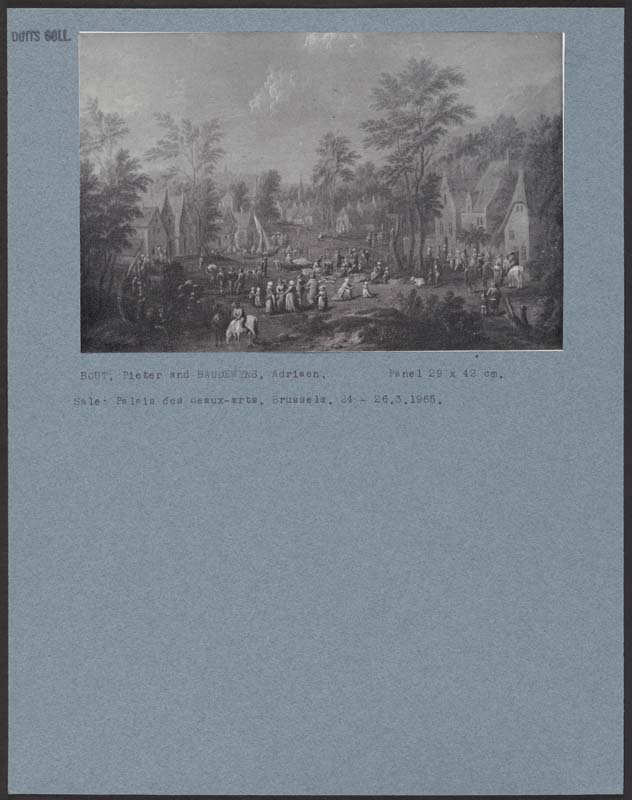 DUITS COLL.
BOUT, Pieter and BAUDEWYNS, Adriaen. Panel 29 x 42 cm.
Sale: Palais des Beaux-arts, Brussels. 24 - 26.3.1965.